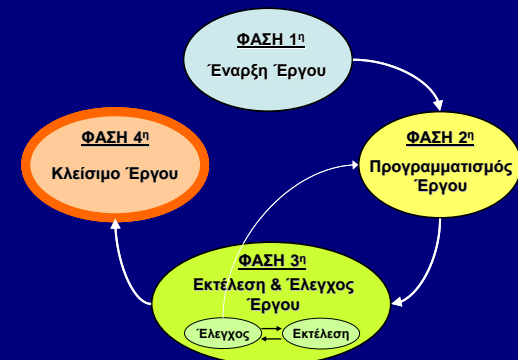 ΦΑΣΗ 1η
Έναρξη Έργου
ΦΑΣΗ 2η
Προγραμματισμός
Έργου
ΦΑΣΗ 4η
Κλείσιμο Έργου
ΦΑΣΗ 3η
Εκτέλεση & Έλεγχος
Έργου
Έλεγχος
Εκτέλεση